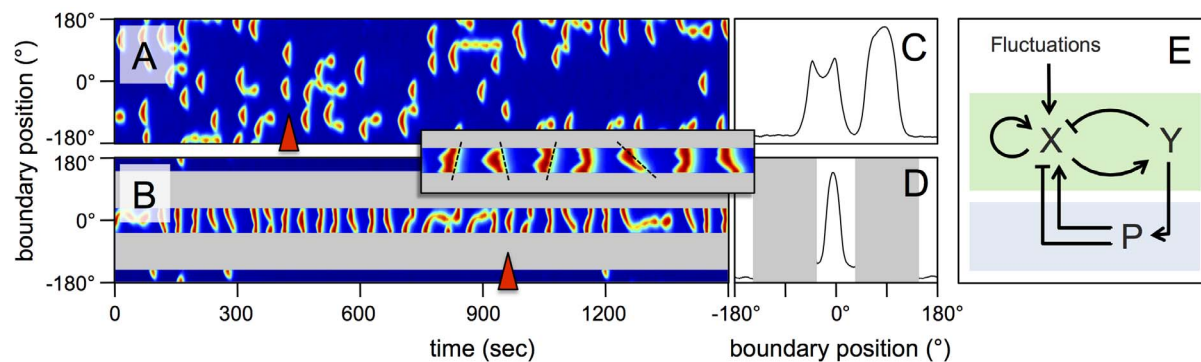 boundary position (°)
180°
0°
-180°
A
180°
0°
-180°
B
0
300
600
900
1200
time (sec)
C
D
-180°
0°
180°
boundary position (°)
E
Fluctuations
X
Y
P